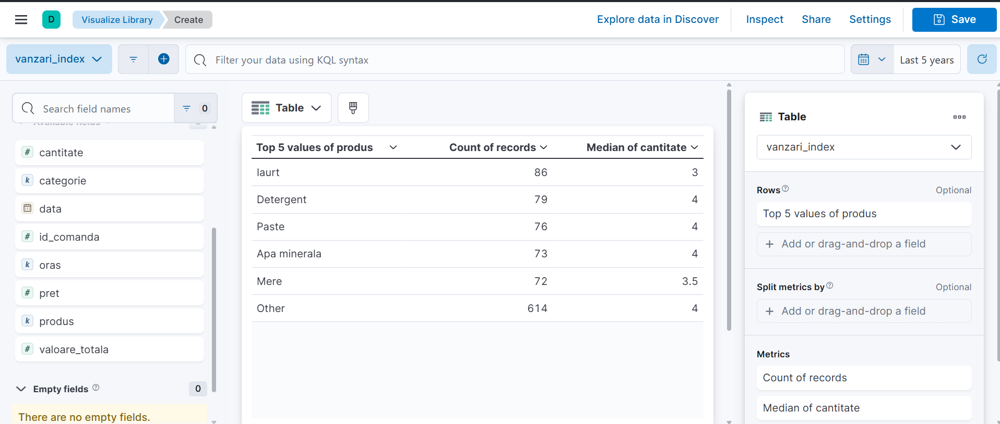 D Visualize Library Create Explore data in Discover Inspect Share Settings Save
vanzari_index Filter your data using KQL syntax Last 5 years
Search field names 0
Available fields
cantitate
categorie
data
id_comanda
oras
pret
produs
valoare_totala
Empty fields 0
There are no empty fields.
Table
Top 5 values of produs Count of records Median of cantitate
Iaurt 86 3
Detergent 79 4
Paste 76 4
Apa minerala 73 4
Mere 72 3.5
Other 614 4
Table
vanzari_index
Rows Optional
Top 5 values of produs
Add or drag-and-drop a field
Split metrics by Optional
Add or drag-and-drop a field
Metrics
Count of records
Median of cantitate